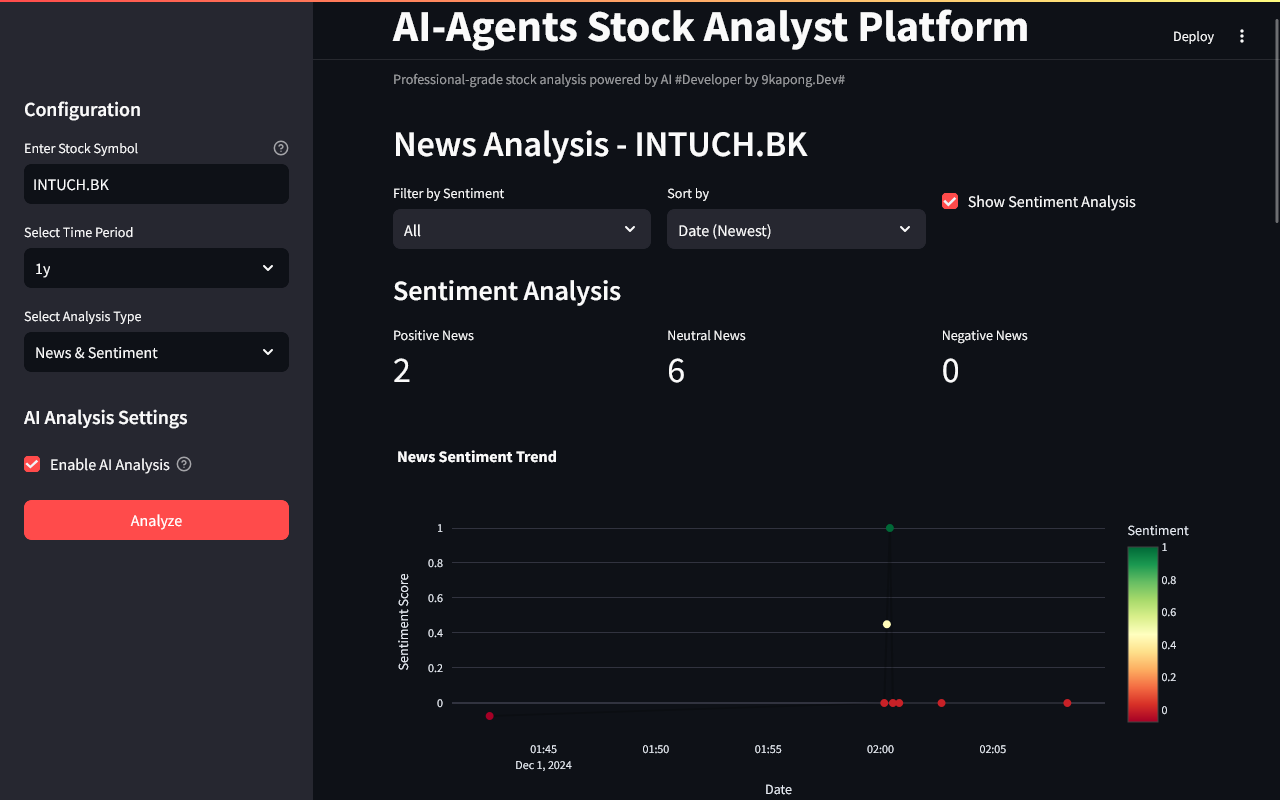 AI-Agents Stock Analyst Platform
Deploy
Professional-grade stock analysis powered by AI #Developer by 9kapong.Dev#
Configuration
Enter Stock Symbol
INTUCH.BK
Select Time Period
1y
Select Analysis Type
News & Sentiment
AI Analysis Settings
Enable AI Analysis
Analyze
News Analysis - INTUCH.BK
Filter by Sentiment
All
Sort by
Date (Newest)
Show Sentiment Analysis
Sentiment Analysis
Positive News
2
Neutral News
6
Negative News
0
News Sentiment Trend
Sentiment Score
1
0.8
0.6
0.4
0.2
0
01:45
Dec 1, 2024
01:50
01:55
02:00
02:05
Date
Sentiment
1
0.8
0.6
0.4
0.2
0